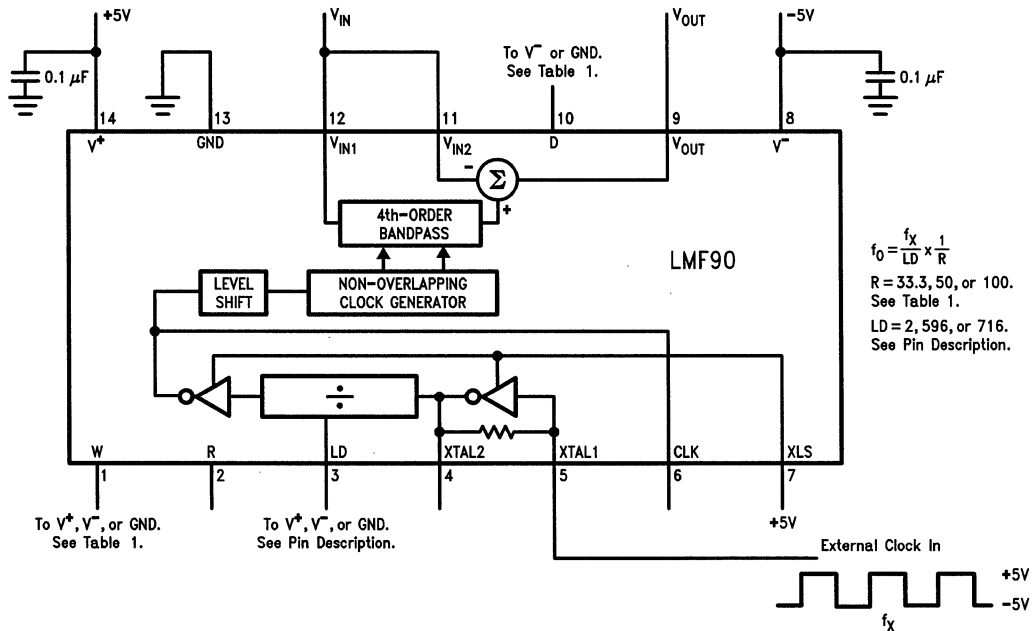 +5V
V_IN
V_OUT
-5V
0.1 μF
To V⁻ or GND.
See Table 1.
0.1 μF
14
13
12
11
10
9
8
V⁺
GND
V_IN1
V_IN2
D
V_OUT
V⁻
-
Σ
+
4th-ORDER
BANDPASS
LMF90
LEVEL
SHIFT
NON-OVERLAPPING
CLOCK GENERATOR
f_O = f_X/LD × 1/R
R = 33.3, 50, or 100.
See Table 1.
LD = 2, 596, or 716.
See Pin Description.
÷
W
R
LD
XTAL2
XTAL1
CLK
XLS
1
2
3
4
5
6
7
To V⁺, V⁻, or GND.
See Table 1.
To V⁺, V⁻, or GND.
See Pin Description.
+5V
External Clock In
+5V
-5V
f_X